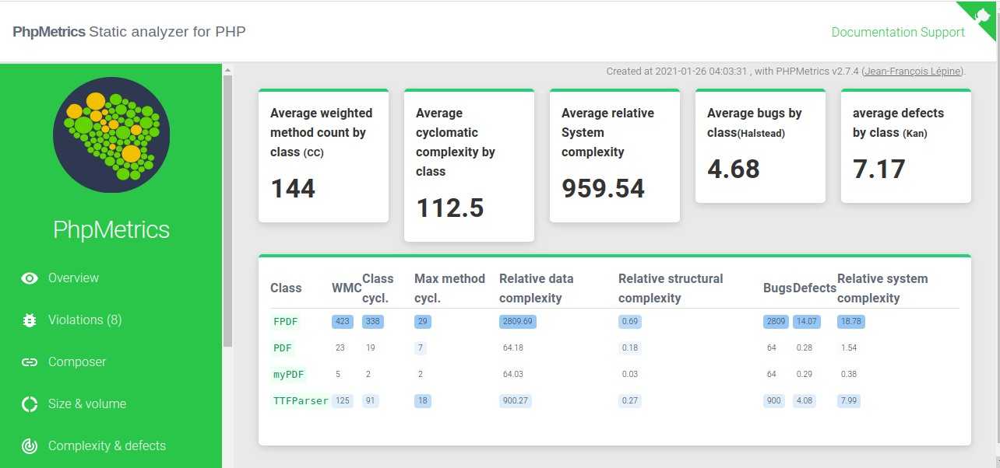 PhpMetrics Static analyzer for PHP
Documentation Support
Created at 2021-01-26 04:03:31 , with PHPMetrics v2.7.4 (Jean-François Lépine).
PhpMetrics
Overview
Violations (8)
Composer
Size & volume
Complexity & defects
Average weighted
method count by
class (CC)
144
Average
cyclomatic
complexity by
class
112.5
Average relative
System
complexity
959.54
Average bugs by
class(Halstead)
4.68
average defects
by class (Kan)
7.17
Class WMC Class cycl. Max method cycl. Relative data complexity Relative structural complexity Bugs Defects Relative system complexity
FPDF 423 338 29 2809.69 0.69 2809 14.07 18.78
PDF 23 19 7 64.18 0.18 64 0.28 1.54
myPDF 5 2 2 64.03 0.03 64 0.29 0.38
TTFParser 125 91 18 900.27 0.27 900 4.08 7.99